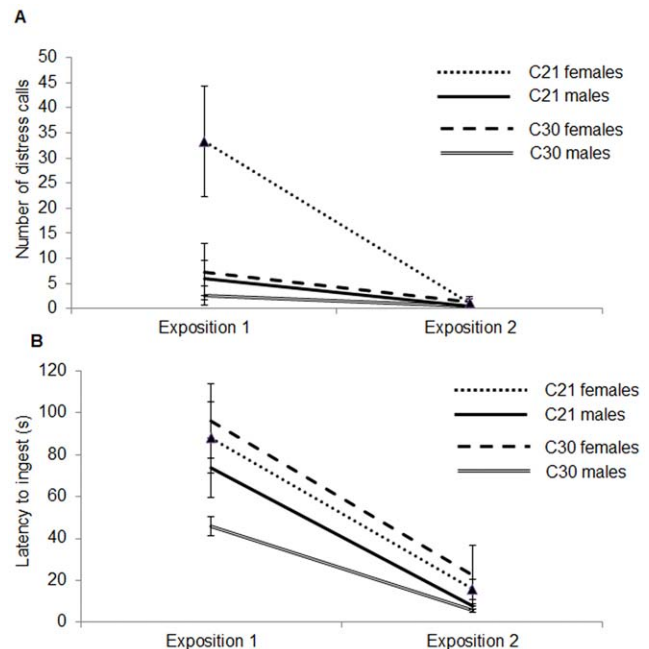 A
Number of distress calls
50
45
40
35
30
25
20
15
10
5
0
Exposition 1
Exposition 2
C21 females
C21 males
C30 females
C30 males
B
Latency to ingest (s)
120
100
80
60
40
20
0
Exposition 1
Exposition 2
C21 females
C21 males
C30 females
C30 males